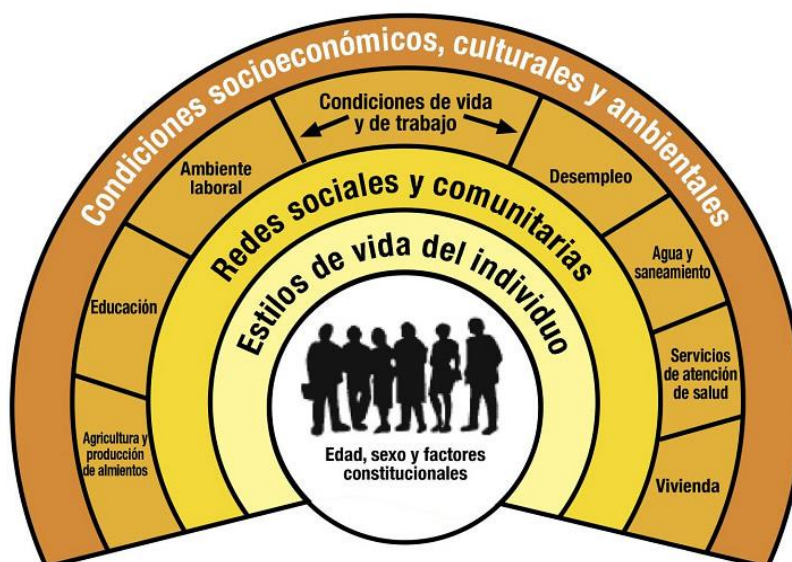 Condiciones socioeconómicos, culturales y ambientales
Condiciones de vida
y de trabajo
Ambiente
laboral
Desempleo
Redes sociales y comunitarias
Agua y
saneamiento
Estilos de vida del individuo
Educación
Servicios
de atención
de salud
Agricultura y
producción
de almientos
Edad, sexo y factores
constitucionales
Vivienda